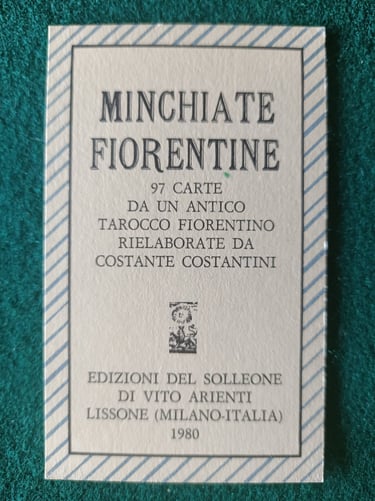 MINCHIATE
FIORENTINE
97 CARTE
DA UN ANTICO
TAROCCO FIORENTINO
RIELABORATE DA
COSTANTE COSTANTINI
EDIZIONI DEL SOLLEONE
DI VITO ARIENTI
LISSONE (MILANO-ITALIA)
1980